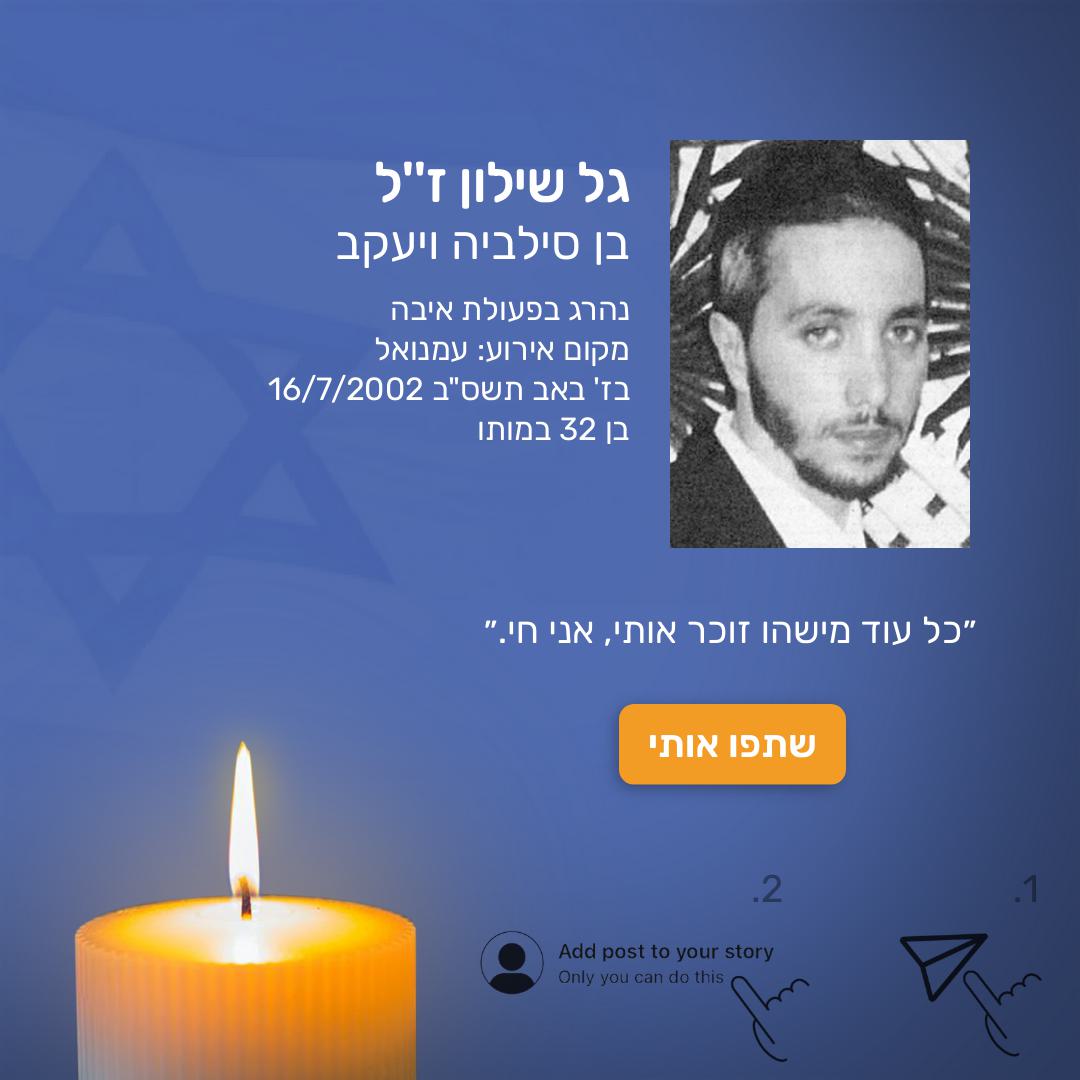 גל שילון ז"ל
בן סילביה ויעקב
נהרג בפעולת איבה
מקום אירוע: עמנואל
בז' באב תשס"ב 16/7/2002
בן 32 במותו
״כל עוד מישהו זוכר אותי, אני חי.״
שתפו אותי
1.
2.
Add post to your story
Only you can do this